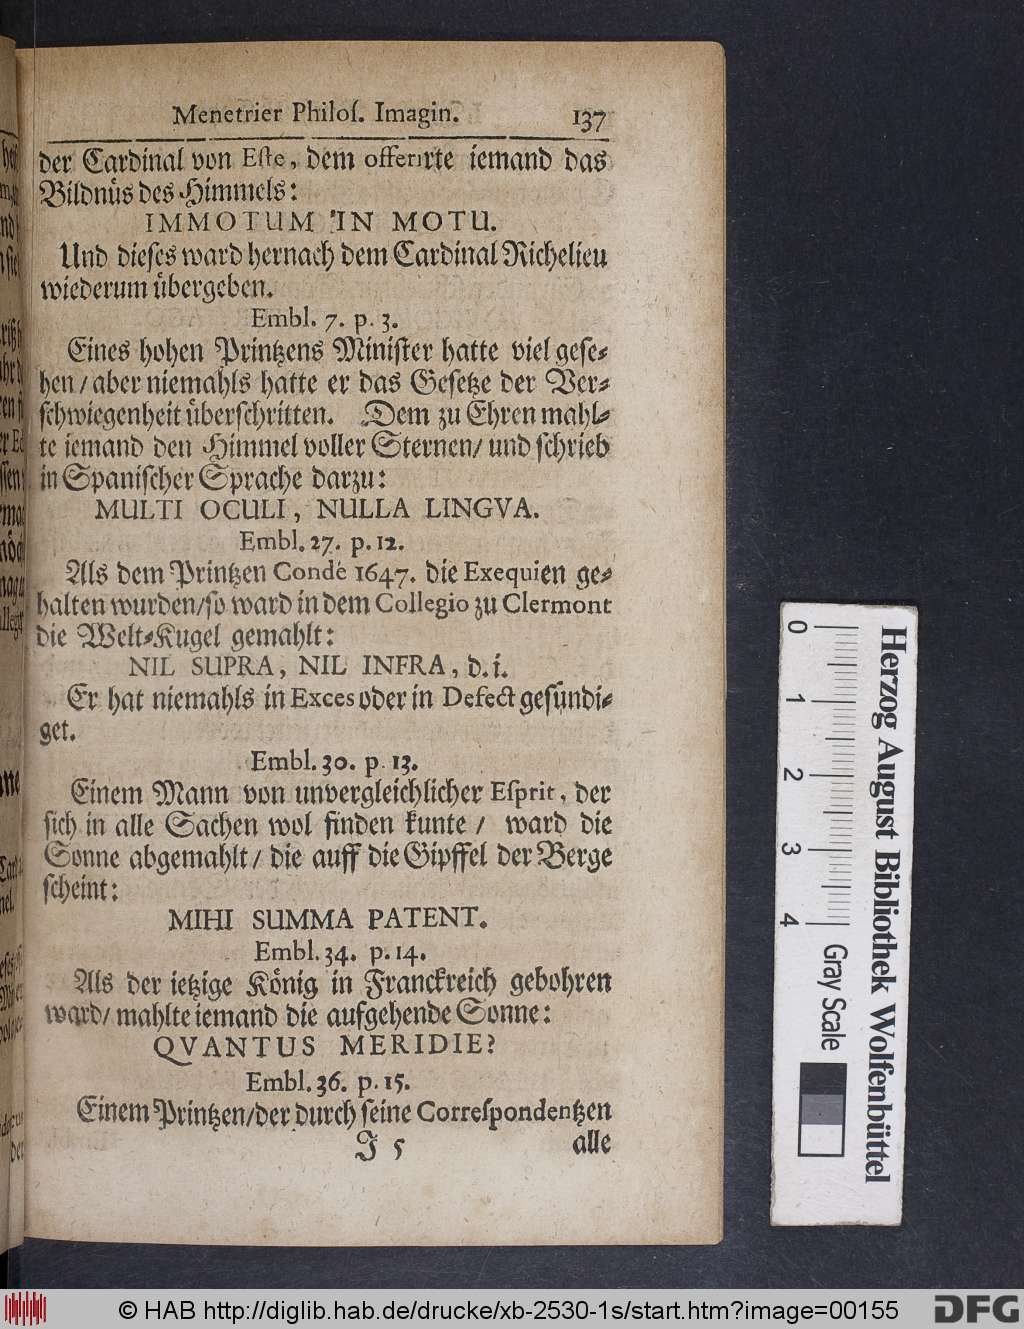 Menetrier Philoſ. Imagin. 137
der Cardinal von Eſte, dem offerirte iemand das
Bildnüs des Himmels:
IMMOTUM IN MOTU.
Und dieſes ward hernach dem Cardinal Richelieu
wiederum übergeben.
Embl. 7. p. 3.
Eines hohen Printzens Miniſter hatte viel geſe-
hen / aber niemahls hatte er das Geſetze der Ver-
ſchwiegenheit überſchritten. Dem zu Ehren mahl-
te iemand den Himmel voller Sternen / und ſchrieb
in Spaniſcher Sprache darzu:
MULTI OCULI, NULLA LINGVA.
Embl. 27. p. 12.
Als dem Printzen Condé 1647. die Exequien ge-
halten wurden / ſo ward in dem Collegio zu Clermont
die Welt-Kugel gemahlt:
NIL SUPRA, NIL INFRA, d. i.
Er hat niemahls in Exces oder in Defect geſündi-
get.
Embl. 30. p. 13.
Einem Mann von unvergleichlicher Eſprit, der
ſich in alle Sachen wol finden kunte / ward die
Sonne abgemahlt / die auff die Gipffel der Berge
ſcheint:
MIHI SUMMA PATENT.
Embl. 34. p. 14.
Als der ietzige König in Franckreich gebohren
ward / mahlte iemand die aufgehende Sonne:
QVANTUS MERIDIE?
Embl. 36. p. 15.
Einem Printzen / der durch ſeine Correſpondentzen
J 5 alle
0 1 2 3 4
Gray Scale
Herzog August Bibliothek Wolfenbüttel
© HAB http://diglib.hab.de/drucke/xb-2530-1s/start.htm?image=00155
DFG